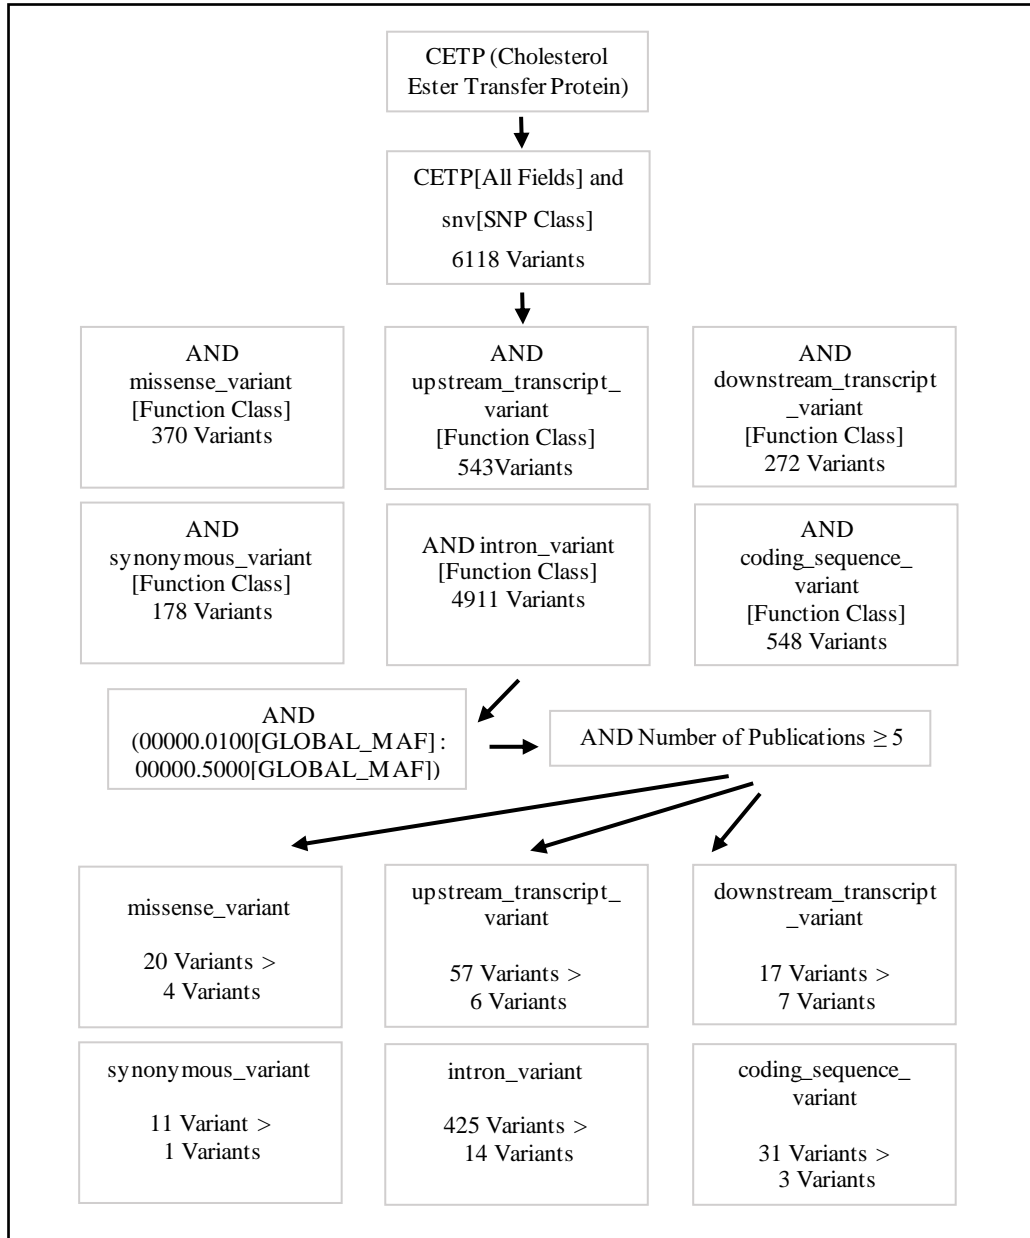 CETP (Cholesterol
Ester Transfer Protein)
CETP[All Fields] and
snv[SNP Class]
6118 Variants
AND
missense_variant
[Function Class]
370 Variants
AND
upstream_transcript_
variant
[Function Class]
543Variants
AND
downstream_transcript
_variant
[Function Class]
272 Variants
AND
synonymous_variant
[Function Class]
178 Variants
AND intron_variant
[Function Class]
4911 Variants
AND
coding_sequence_
variant
[Function Class]
548 Variants
AND
(00000.0100[GLOBAL_MAF] :
00000.5000[GLOBAL_MAF])
AND Number of Publications ≥ 5
missense_variant
20 Variants >
4 Variants
upstream_transcript_
variant
57 Variants >
6 Variants
downstream_transcript
_variant
17 Variants >
7 Variants
synonymous_variant
11 Variant >
1 Variants
intron_variant
425 Variants >
14 Variants
coding_sequence_
variant
31 Variants >
3 Variants